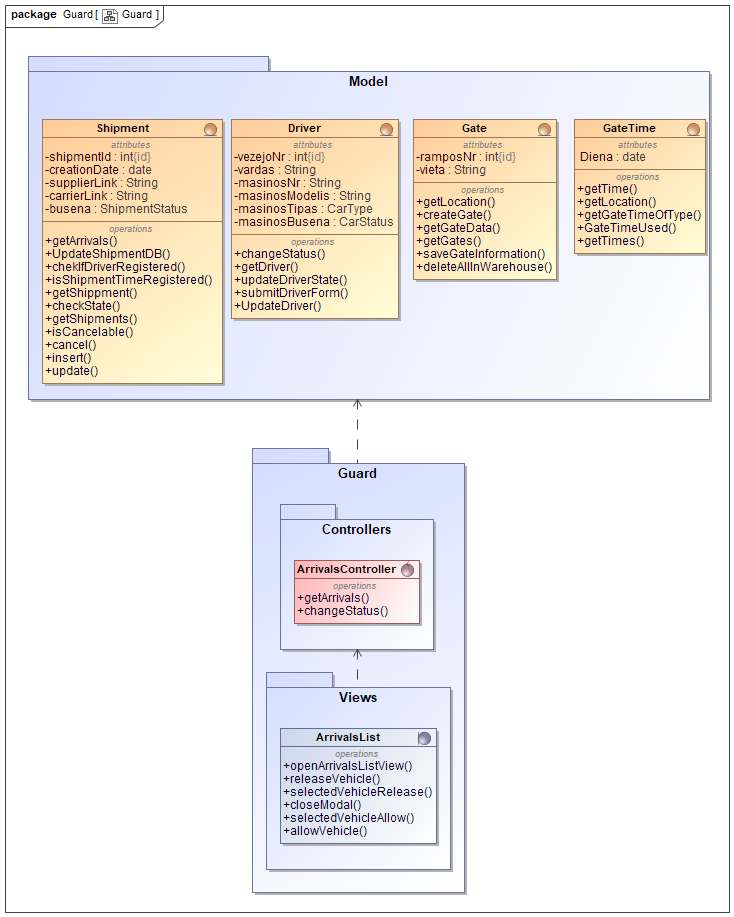 package Guard [ Guard ]
Model
Shipment
attributes
-shipmentId : int{id}
-creationDate : date
-supplierLink : String
-carrierLink : String
-busena : ShipmentStatus
operations
+getArrivals()
+UpdateShipmentDB()
+chekIfDriverRegistered()
+isShipmentTimeRegistered()
+getShippment()
+checkState()
+getShipments()
+isCancelable()
+cancel()
+insert()
+update()
Driver
attributes
-vezejoNr : int{id}
-vardas : String
-masinosNr : String
-masinosModelis : String
-masinosTipas : CarType
-masinosBusena : CarStatus
operations
+changeStatus()
+getDriver()
+updateDriverState()
+submitDriverForm()
+UpdateDriver()
Gate
attributes
-ramposNr : int{id}
-vieta : String
operations
+getLocation()
+createGate()
+getGateData()
+getGates()
+saveGateInformation()
+deleteAllInWarehouse()
GateTime
attributes
Diena : date
operations
+getTime()
+getLocation()
+getGateTimeOfType()
+GateTimeUsed()
+getTimes()
Guard
Controllers
ArrivalsController
operations
+getArrivals()
+changeStatus()
Views
ArrivalsList
operations
+openArrivalsListView()
+releaseVehicle()
+selectedVehicleRelease()
+closeModal()
+selectedVehicleAllow()
+allowVehicle()